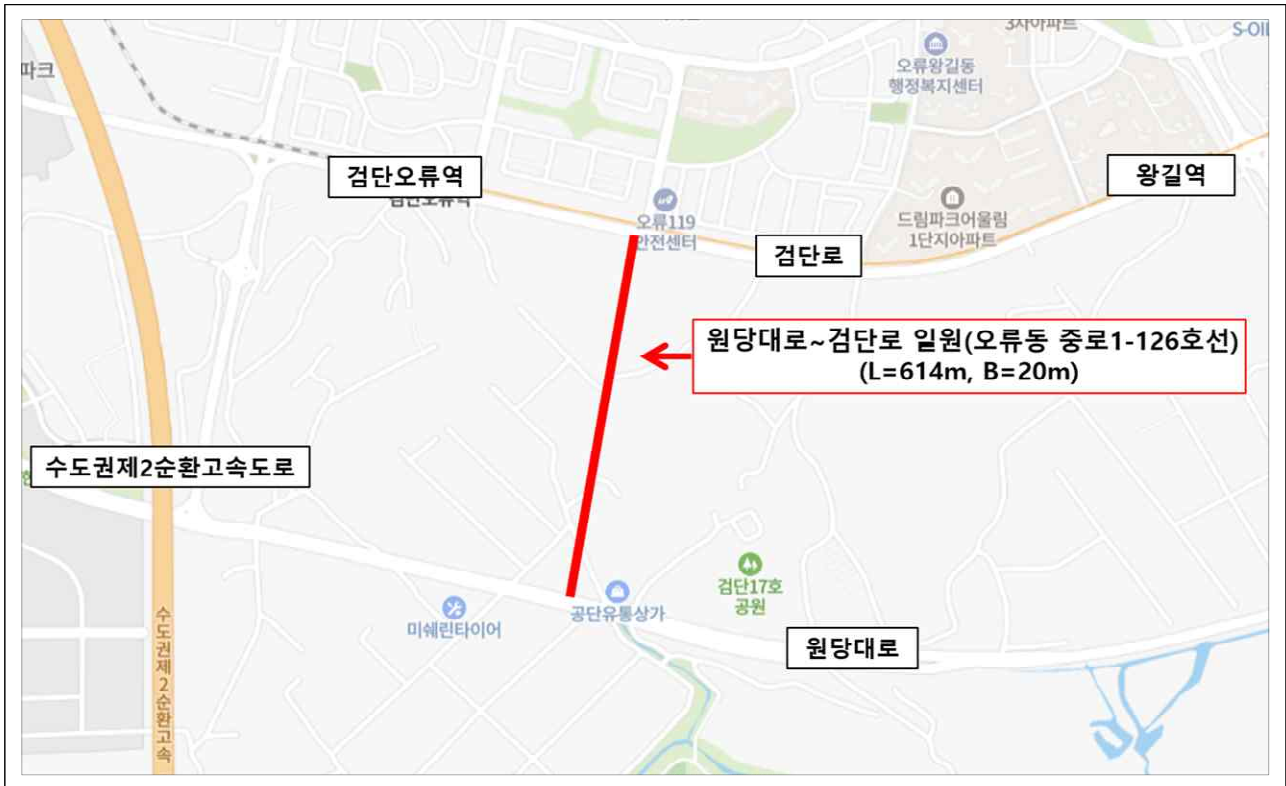 3차아파트
S-OIL
오류왕길동
행정복지센터
파크
검단오류역
왕길역
오류119
안전센터
드림파크어울림
1단지아파트
검단로
원당대로~검단로 일원(오류동 중로1-126호선)
(L=614m, B=20m)
수도권제2순환고속도로
검단17호
공원
공단유통상가
미쉐린타이어
원당대로
수도권제2순환고속